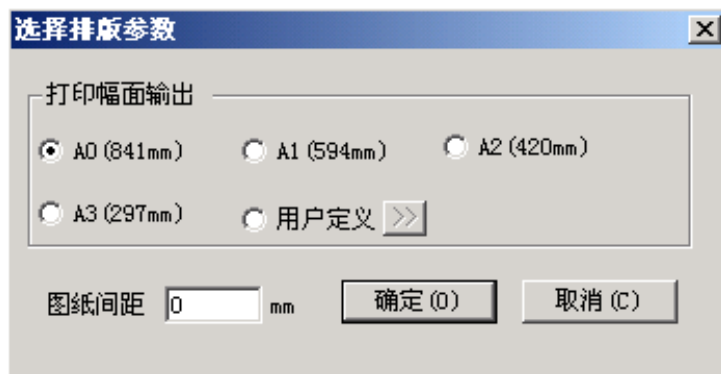 选择排版参数
打印幅面输出
A0(841mm) A1(594mm) A2(420mm)
A3(297mm) 用户定义 >>
图纸间距 0 mm 确定(O) 取消(C)